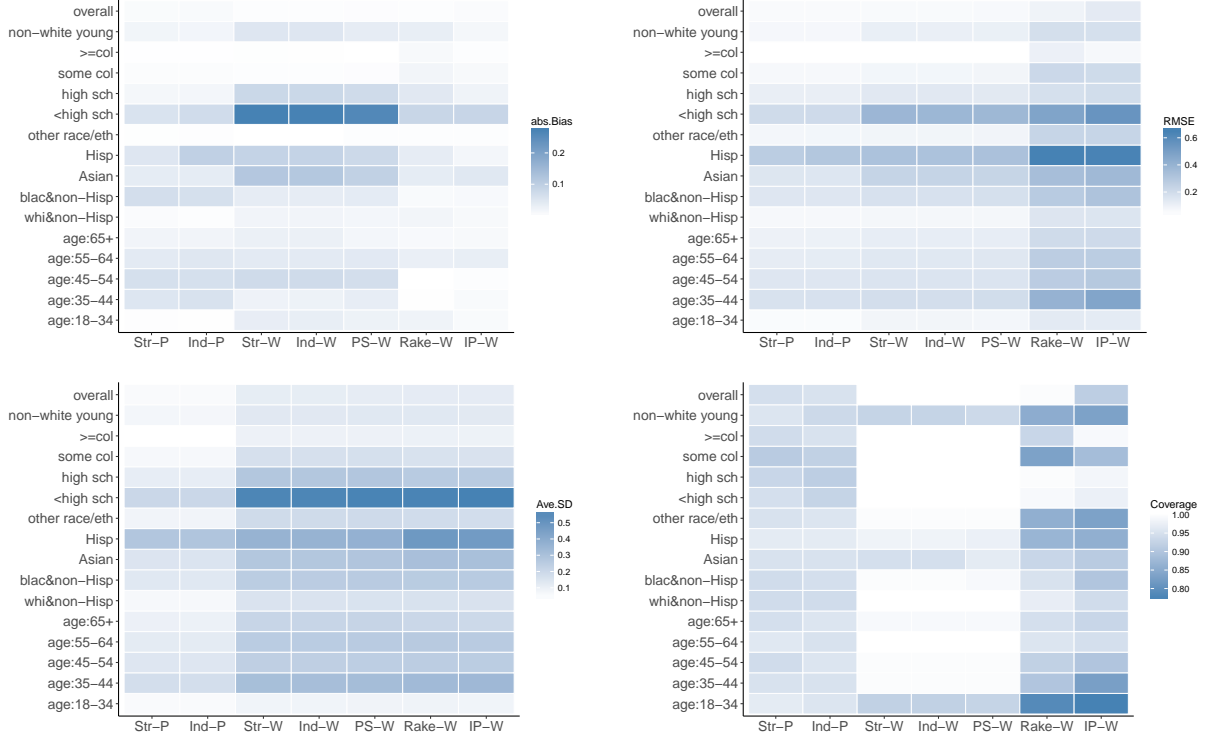 overall
non−white young
>=col
some col
high sch
<high sch
other race/eth
Hisp
Asian
blac&non−Hisp
whi&non−Hisp
age:65+
age:55−64
age:45−54
age:35−44
age:18−34
Str−P Ind−P Str−W Ind−W PS−W Rake−W IP−W
abs.Bias
0.2
0.1
overall
non−white young
>=col
some col
high sch
<high sch
other race/eth
Hisp
Asian
blac&non−Hisp
whi&non−Hisp
age:65+
age:55−64
age:45−54
age:35−44
age:18−34
Str−P Ind−P Str−W Ind−W PS−W Rake−W IP−W
RMSE
0.6
0.4
0.2
overall
non−white young
>=col
some col
high sch
<high sch
other race/eth
Hisp
Asian
blac&non−Hisp
whi&non−Hisp
age:65+
age:55−64
age:45−54
age:35−44
age:18−34
Str−P Ind−P Str−W Ind−W PS−W Rake−W IP−W
Ave.SD
0.5
0.4
0.3
0.2
0.1
overall
non−white young
>=col
some col
high sch
<high sch
other race/eth
Hisp
Asian
blac&non−Hisp
whi&non−Hisp
age:65+
age:55−64
age:45−54
age:35−44
age:18−34
Str−P Ind−P Str−W Ind−W PS−W Rake−W IP−W
Coverage
1.00
0.95
0.90
0.85
0.80